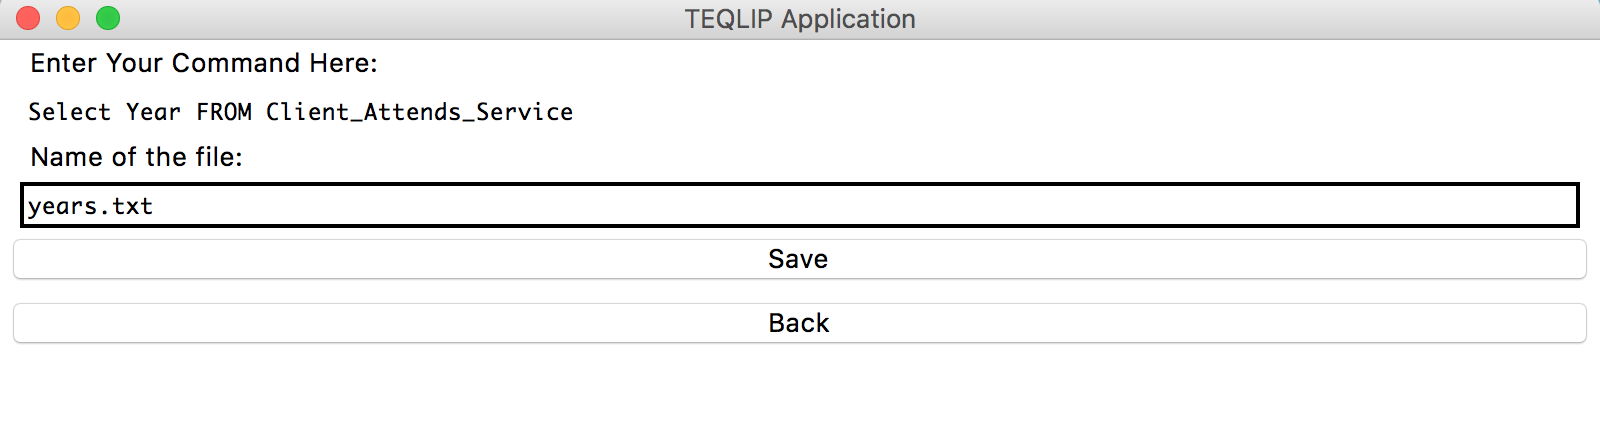 TEQLIP Application
Enter Your Command Here:
Select Year FROM Client_Attends_Service
Name of the file:
years.txt
Save
Back